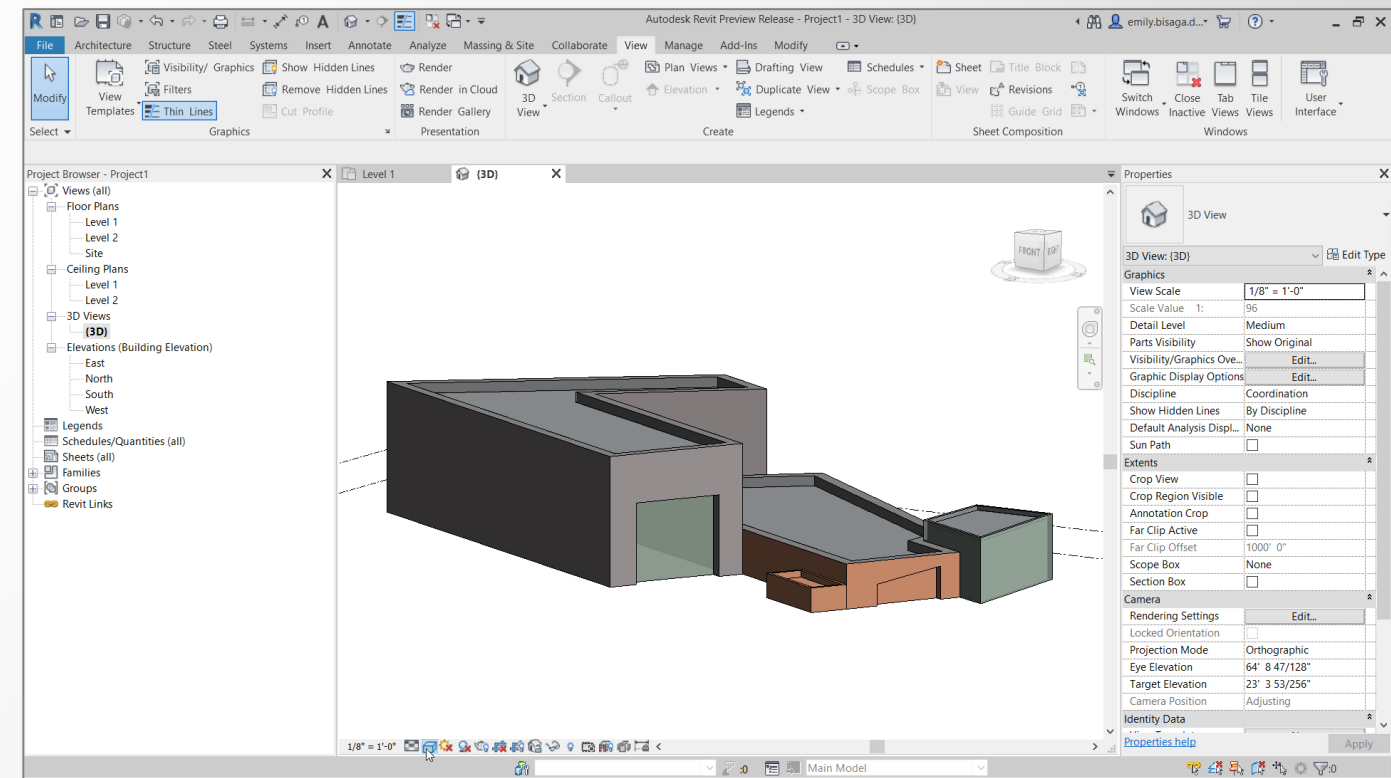 Autodesk Revit Preview Release - Project1 - 3D View: {3D}
emily.bisaga.d...
File Architecture Structure Steel Systems Insert Annotate Analyze Massing & Site Collaborate View Manage Add-Ins Modify
Modify
View Templates
Visibility/ Graphics
Filters
Thin Lines
Show Hidden Lines
Remove Hidden Lines
Cut Profile
Render
Render in Cloud
Render Gallery
3D View
Section
Callout
Plan Views
Elevation
Drafting View
Duplicate View
Legends
Schedules
Scope Box
Sheet
View
Title Block
Revisions
Guide Grid
Switch Windows
Close Inactive
Tab Views
Tile Views
User Interface
Select
Graphics
Presentation
Create
Sheet Composition
Windows
Project Browser - Project1
Views (all)
Floor Plans
Level 1
Level 2
Site
Ceiling Plans
Level 1
Level 2
3D Views
{3D}
Elevations (Building Elevation)
East
North
South
West
Legends
Schedules/Quantities (all)
Sheets (all)
Families
Groups
Revit Links
Level 1
{3D}
FRONT
1/8" = 1'-0"
Properties
3D View
3D View: {3D}
Edit Type
Graphics
View Scale 1/8" = 1'-0"
Scale Value 1: 96
Detail Level Medium
Parts Visibility Show Original
Visibility/Graphics Ove... Edit...
Graphic Display Options Edit...
Discipline Coordination
Show Hidden Lines By Discipline
Default Analysis Displ... None
Sun Path
Extents
Crop View
Crop Region Visible
Annotation Crop
Far Clip Active
Far Clip Offset 1000' 0"
Scope Box None
Section Box
Camera
Rendering Settings Edit...
Locked Orientation
Projection Mode Orthographic
Eye Elevation 64' 8 47/128"
Target Elevation 23' 3 53/256"
Camera Position Adjusting
Identity Data
Properties help
Apply
:0
Main Model
:0